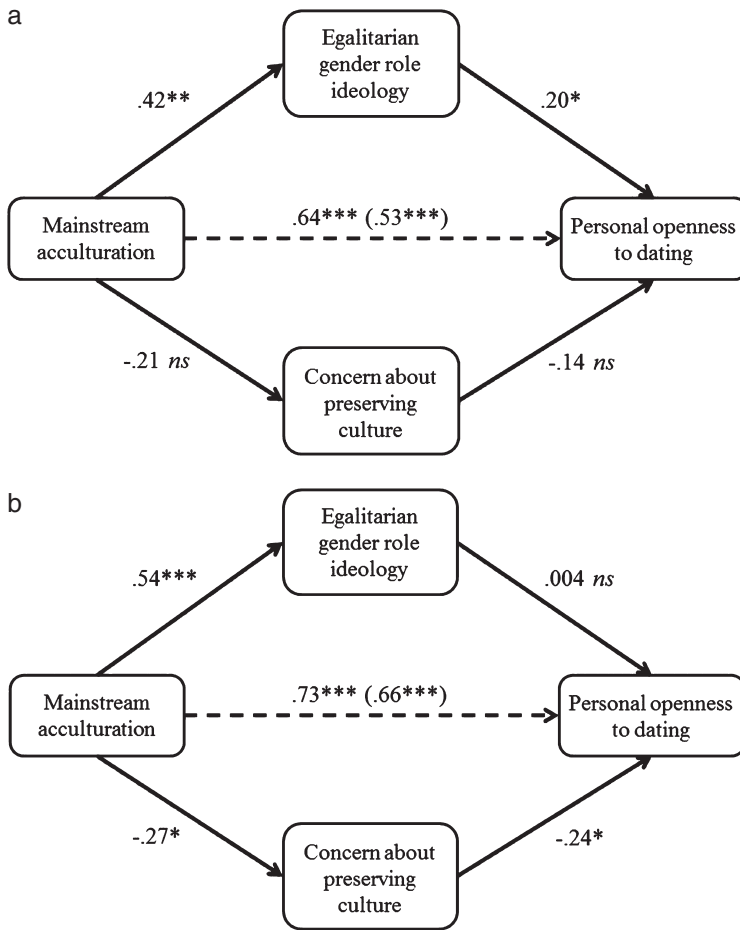 a
Egalitarian
gender role
ideology
.42**
.20*
Mainstream
acculturation
.64*** (.53***)
Personal openness
to dating
-.21 ns
-.14 ns
Concern about
preserving
culture
b
Egalitarian
gender role
ideology
.54***
.004 ns
Mainstream
acculturation
.73*** (.66***)
Personal openness
to dating
-.27*
-.24*
Concern about
preserving
culture